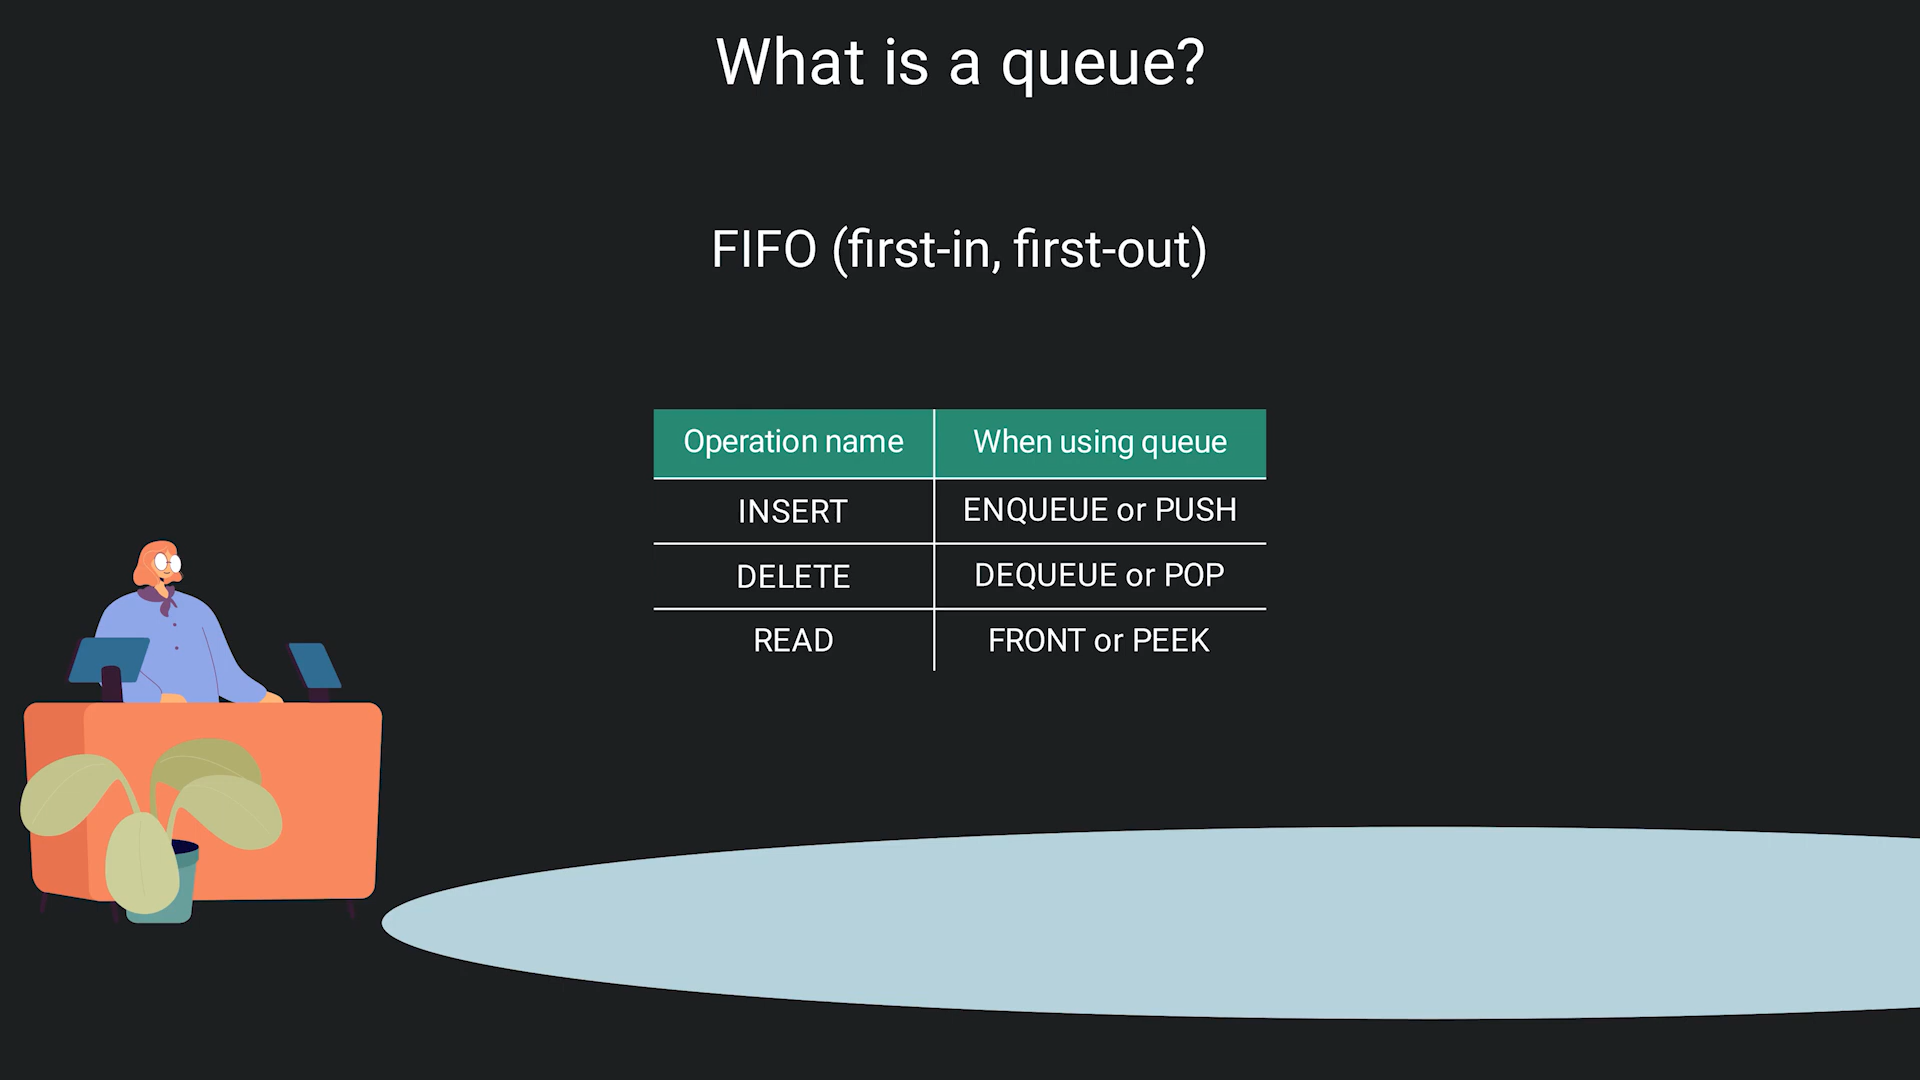 What is a queue?
FIFO (first-in, first-out)
Operation name When using queue
INSERT ENQUEUE or PUSH
DELETE DEQUEUE or POP
READ FRONT or PEEK